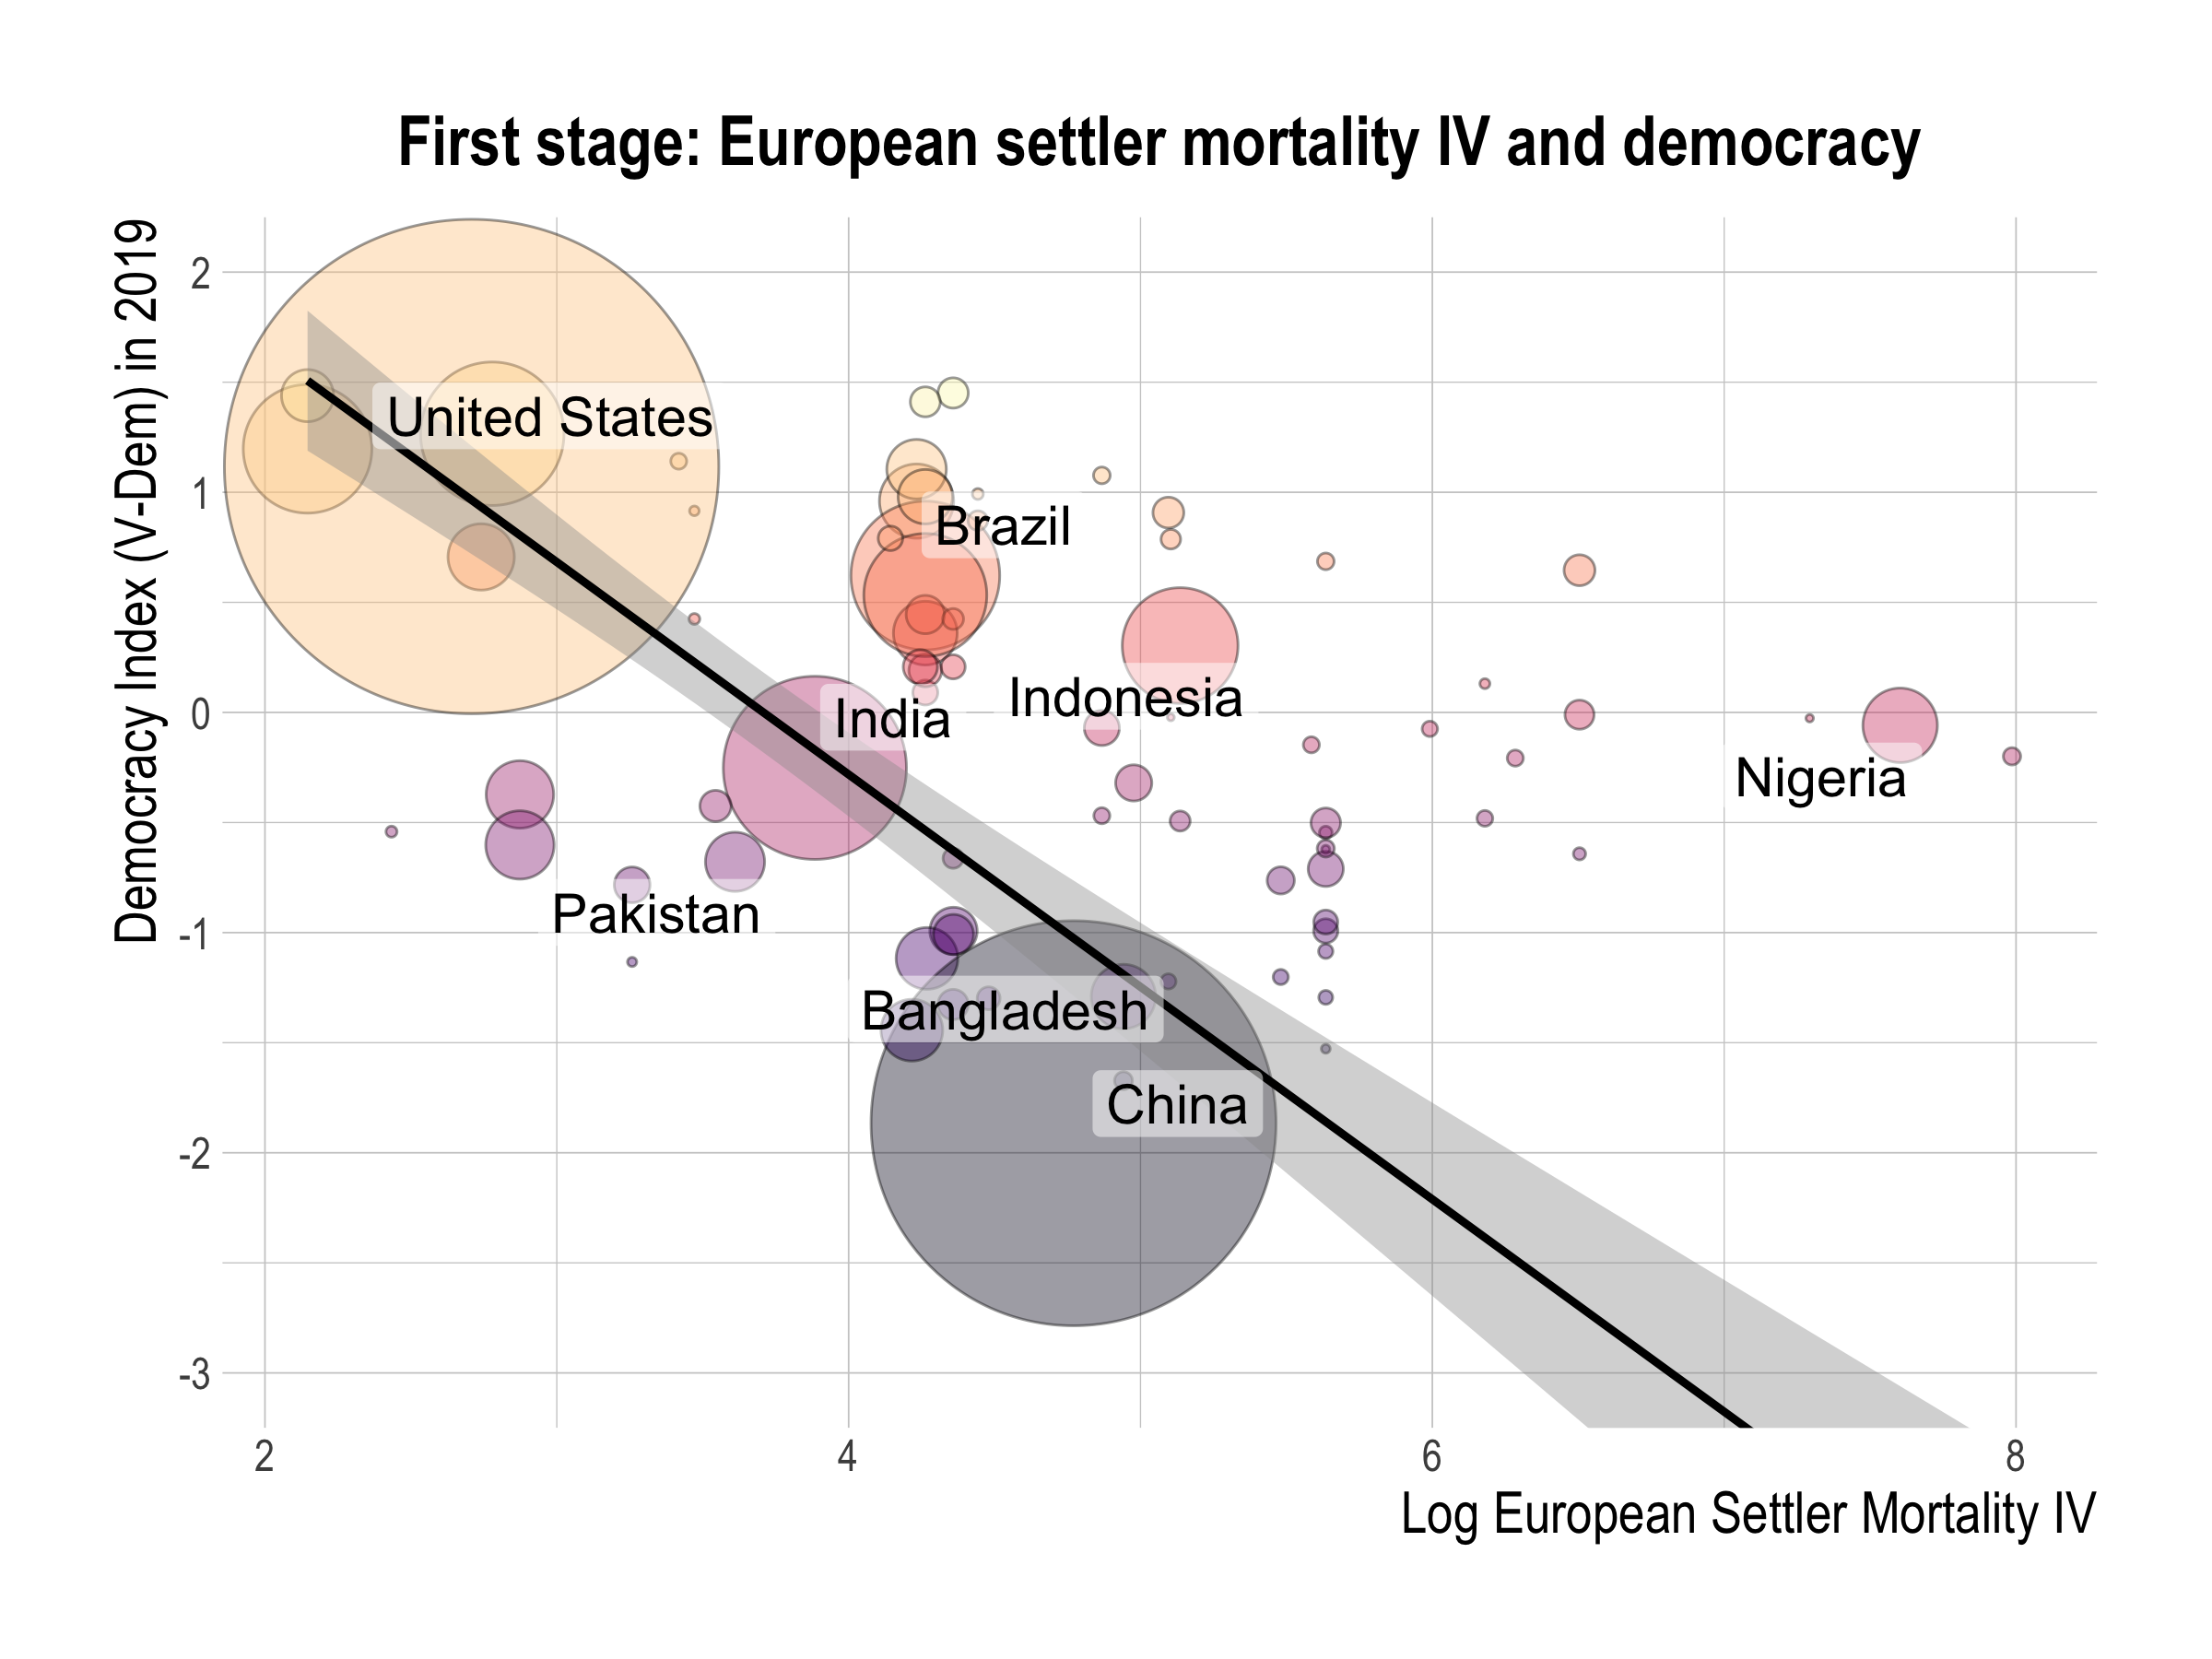 First stage: European settler mortality IV and democracy
Democracy Index (V-Dem) in 2019
2
1
0
-1
-2
-3
United States
Brazil
Indonesia
India
Nigeria
Pakistan
Bangladesh
China
2
4
6
8
Log European Settler Mortality IV